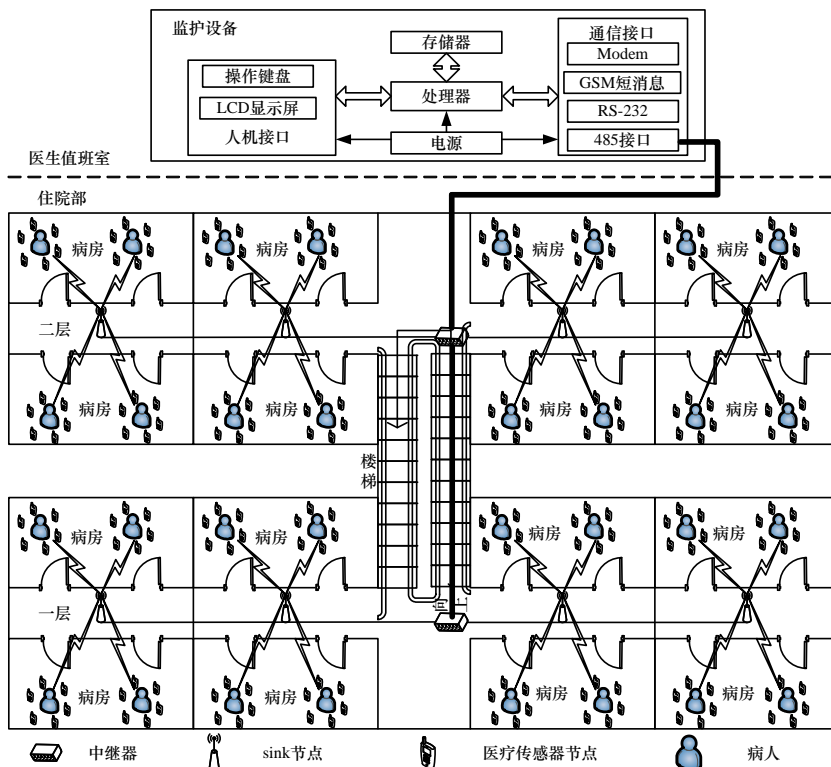 监护设备
存储器
通信接口
Modem
操作键盘
GSM短消息
处理器
LCD显示屏
RS-232
人机接口
电源
485接口
医生值班室
住院部
病房
病房
病房
病房
二层
病房
病房
病房
病房
楼梯
病房
病房
病房
病房
一层
向上
病房
病房
病房
病房
中继器
sink节点
医疗传感器节点
病人